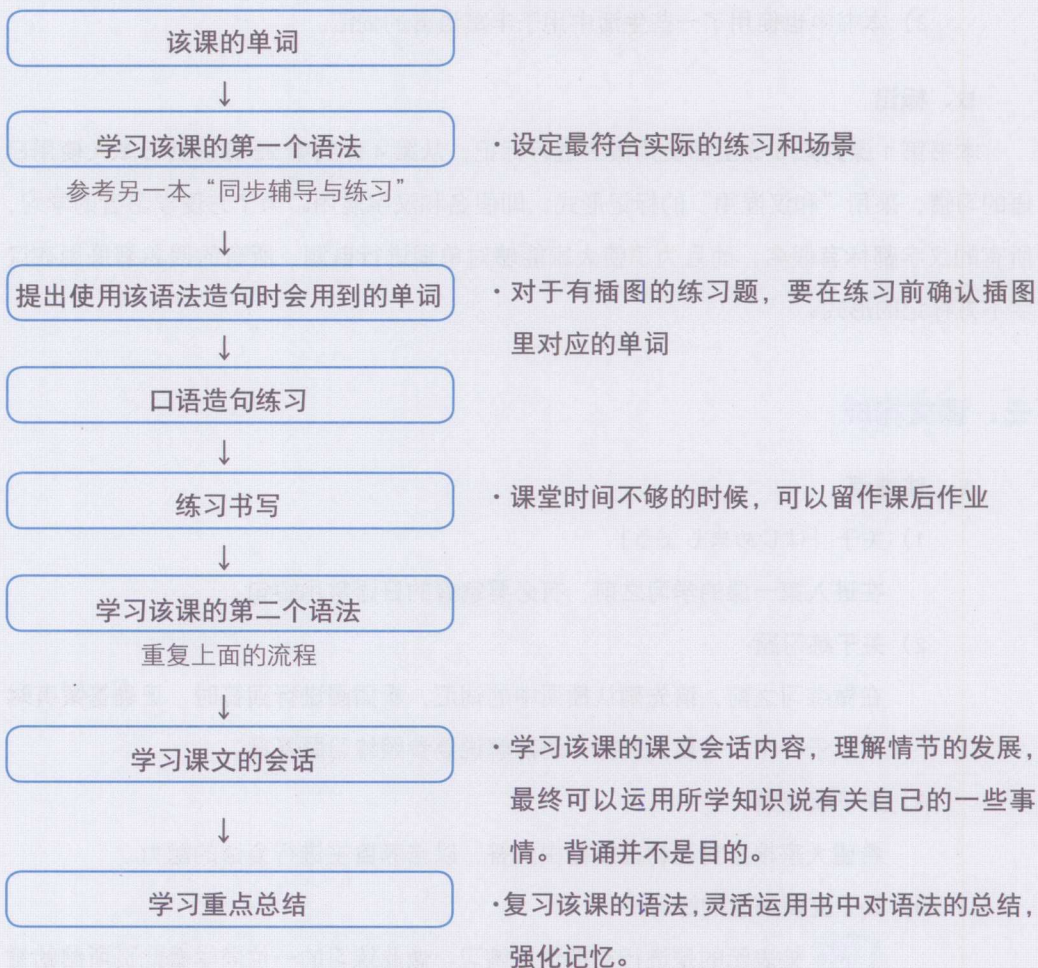 该课的单词
↓
学习该课的第一个语法
·设定最符合实际的练习和场景
参考另一本“同步辅导与练习”
↓
提出使用该语法造句时会用到的单词
·对于有插图的练习题，要在练习前确认插图
里对应的单词
↓
口语造句练习
↓
练习书写
·课堂时间不够的时候，可以留作课后作业
↓
学习该课的第二个语法
重复上面的流程
↓
学习课文的会话
·学习该课的课文会话内容，理解情节的发展，
最终可以运用所学知识说有关自己的一些事
情。背诵并不是目的。
↓
学习重点总结
·复习该课的语法，灵活运用书中对语法的总结，
强化记忆。